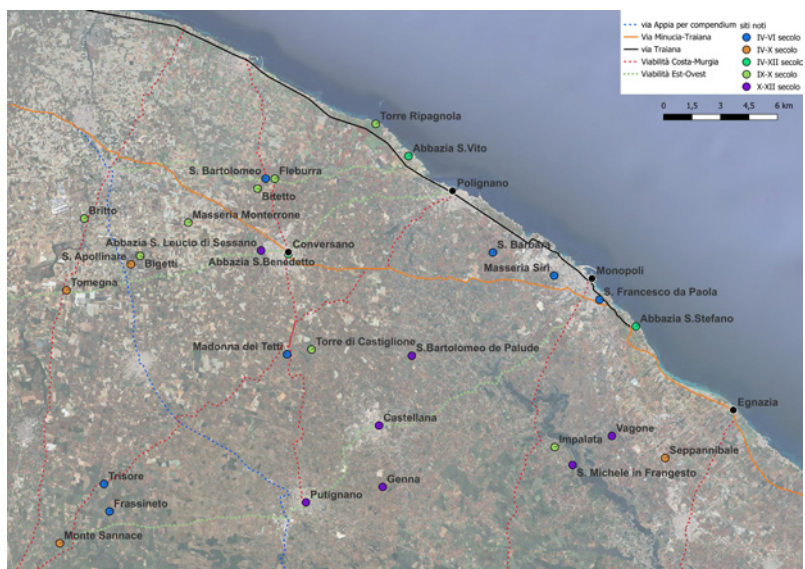 via Appia per compendium
Via Minucia-Traiana
via Traiana
Viabilità Costa-Murgia
Viabilità Est-Ovest
siti noti
IV-VI secolo
IV-X secolo
IV-XII secolo
IX-X secolo
X-XII secolo
0 1,5 3 4,5 6 km
Torre Ripagnola
Abbazia S.Vito
S. Bartolomeo
Fleburra
Bitetto
Polignano
Britto
Masseria Monterrone
Abbazia S. Leucio di Sessano
Conversano
S. Barbara
S. Apollinare
Bigetti
Abbazia S.Benedetto
Masseria Siri
Monopoli
Tomegna
S. Francesco da Paola
Abbazia S.Stefano
Madonna dei Tetti
Torre di Castiglione
S.Bartolomeo de Palude
Egnazia
Castellana
Vagone
Impalata
Seppannibale
S. Michele in Frangesto
Trisore
Genna
Frassineto
Putignano
Monte Sannace